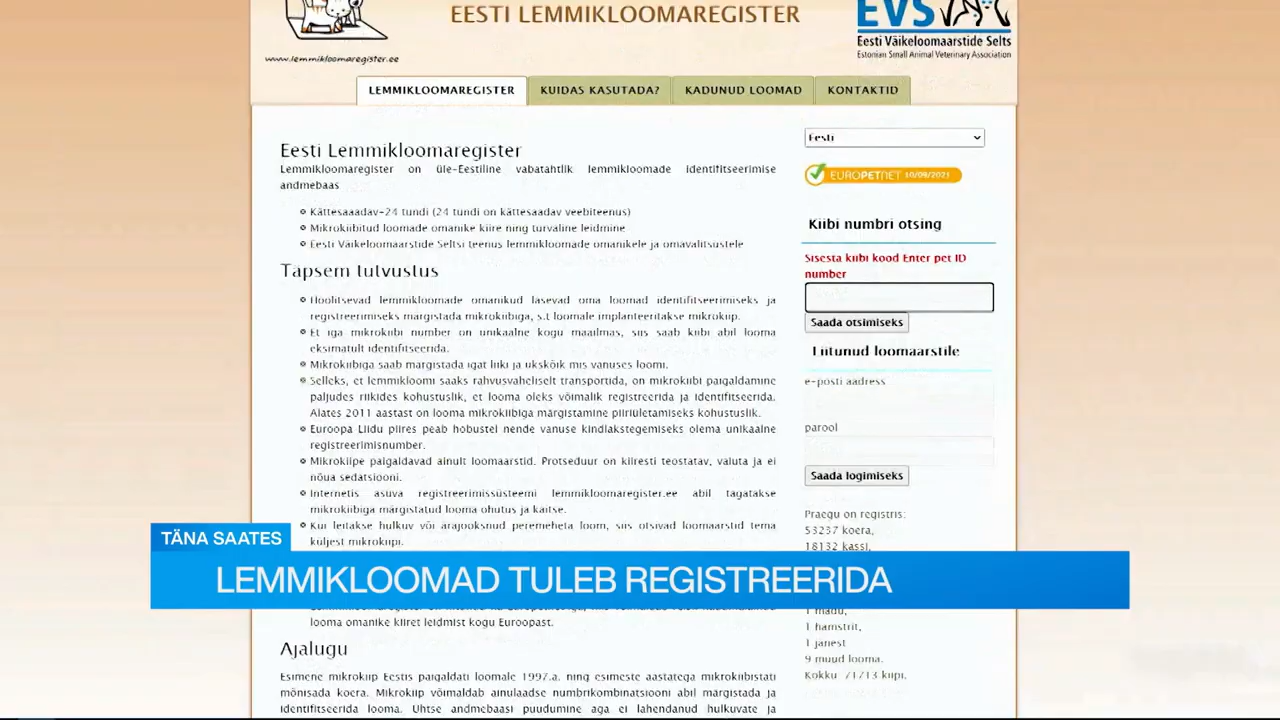 EESTI LEMMIKLOOMAREGISTER
EVS
Eesti Väikeloomaarstide Selts
Estonian Small Animal Veterinary Association
www.lemmikloomaregister.ee
LEMMIKLOOMAREGISTER
KUIDAS KASUTADA?
KADUNUD LOOMAD
KONTAKTID
Eesti Lemmikloomaregister
Lemmikloomaregister on üle-Eestiline vabatahtlik lemmikloomade identifitseerimise
andmebaas
Kättesaaadav-24 tundi (24 tundi on kättesaadav veebiteenus)
Mikrokiibitud loomade omanike kiire ning turvaline leidmine
Eesti Väikeloomaarstide Seltsi teenus lemmikloomade omanikele ja omavalitsustele
Täpsem tutvustus
Hoolitsevad lemmikloomade omanikud lasevad oma loomad identifitseerimiseks ja
registreerimiseks märgistada mikrokiibiga, s.t loomale implanteeritakse mikrokiip.
Et iga mikrokiibi number on unikaalne kogu maailmas, siis saab kiibi abil looma
eksimatult identifitseerida.
Mikrokiibiga saab märgistada igat liiki ja ükskõik mis vanuses loomi.
Selleks, et lemmikloomi saaks rahvusvaheliselt transportida, on mikrokiibi paigaldamine
paljudes riikides kohustuslik, et looma oleks võimalik registreerida ja identifitseerida.
Alates 2011 aastast on looma mikrokiibiga märgistamine piiriületamiseks kohustuslik.
Euroopa Liidu piires peab hobustel nende vanuse kindlakstegemiseks olema unikaalne
registreerimisnumber.
Mikrokiipe paigaldavad ainult loomaarstid. Protseduur on kiiresti teostatav, valuta ja ei
nõua sedatsiooni.
Internetis asuva registreerimissüsteemi lemmikloomaregister.ee abil tagatakse
mikrokiibiga märgistatud looma ohutus ja kaitse.
Kui leitakse hulkuv või ärajooksnud peremeheta loom, siis otsivad loomaarstid tema
küljest mikrokiipi.
looma omanike kiiret leidmist kogu Euroopast.
Ajalugu
Esimene mikrokiip Eestis paigaldati loomale 1997.a. ning esimeste aastatega mikrokiibistati
mõnisada koera. Mikrokiip võimaldab ainulaadse numbrikombinatsiooni abil märgistada ja
identifitseerida looma. Ühtse andmebaasi puudumine aga ei lahendanud hulkuvate ja
Eesti
EUROPETNET 10/09/2021
Kiibi numbri otsing
Sisesta kiibi kood Enter pet ID
number
Saada otsimiseks
Liitunud loomaarstile
e-posti aadress
parool
Saada logimiseks
Praegu on registris:
53237 koera,
18132 kassi,
1 madu,
1 hamstrit,
1 jänest
9 muud looma.
Kokku 71713 kiipi.
TÄNA SAATES
LEMMIKLOOMAD TULEB REGISTREERIDA